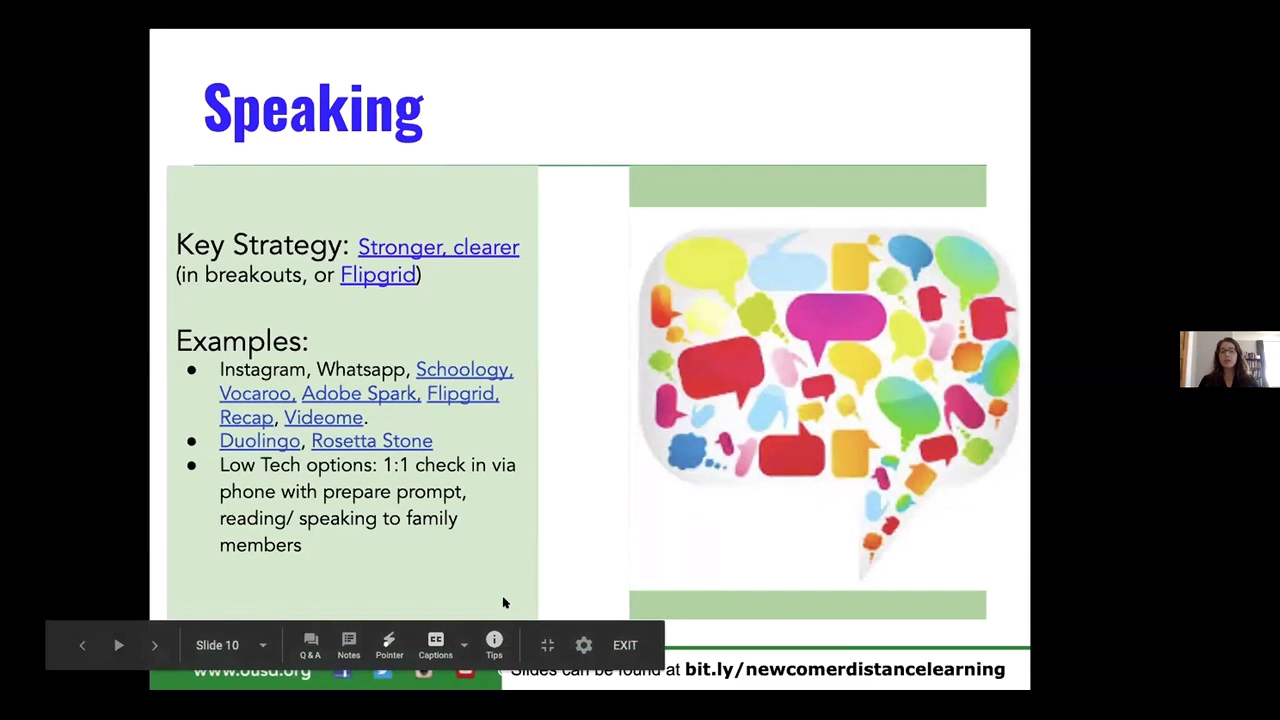 Speaking
Key Strategy: Stronger, clearer
(in breakouts, or Flipgrid)
Examples:
● Instagram, Whatsapp, Schoology,
Vocaroo, Adobe Spark, Flipgrid,
Recap, Videome.
● Duolingo, Rosetta Stone
● Low Tech options: 1:1 check in via
phone with prepare prompt,
reading/ speaking to family
members
Slide 10
Q & A
Notes
Pointer
CC
Captions
Tips
EXIT
www.ousd.org
Slides can be found at bit.ly/newcomerdistancelearning